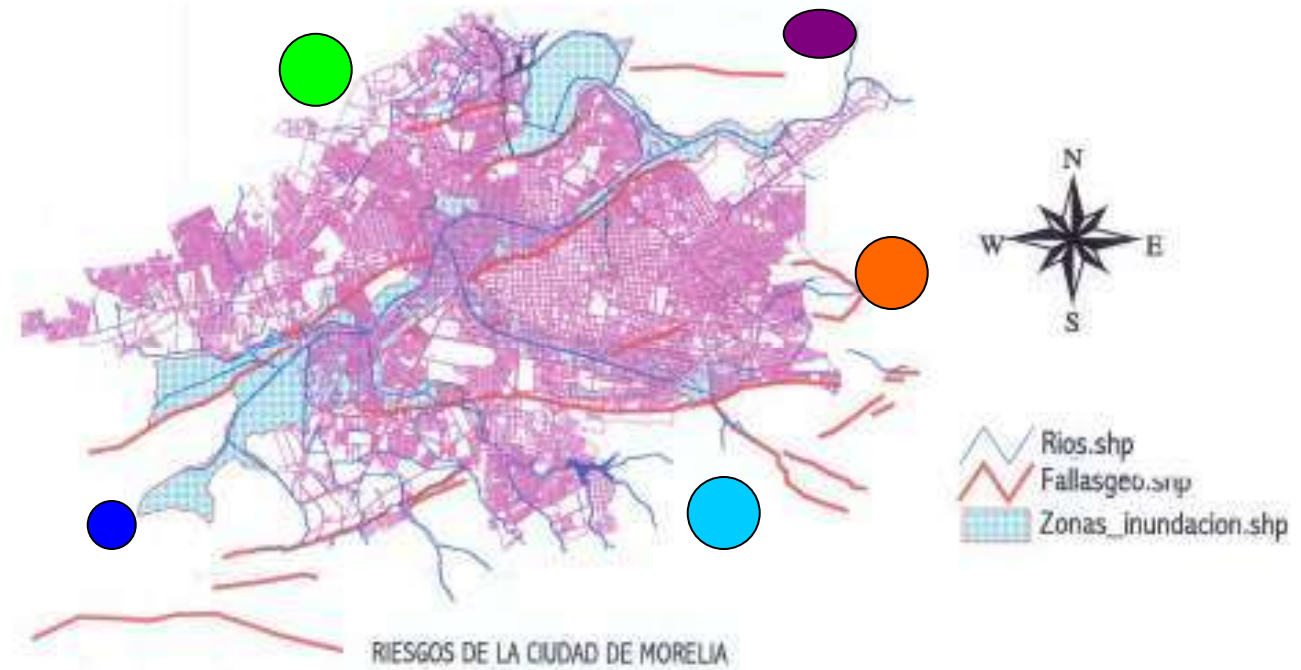 N
W E
S
Rios.shp
Fallasgeo.shp
Zonas_inundacion.shp
RIESGOS DE LA CIUDAD DE MORELIA